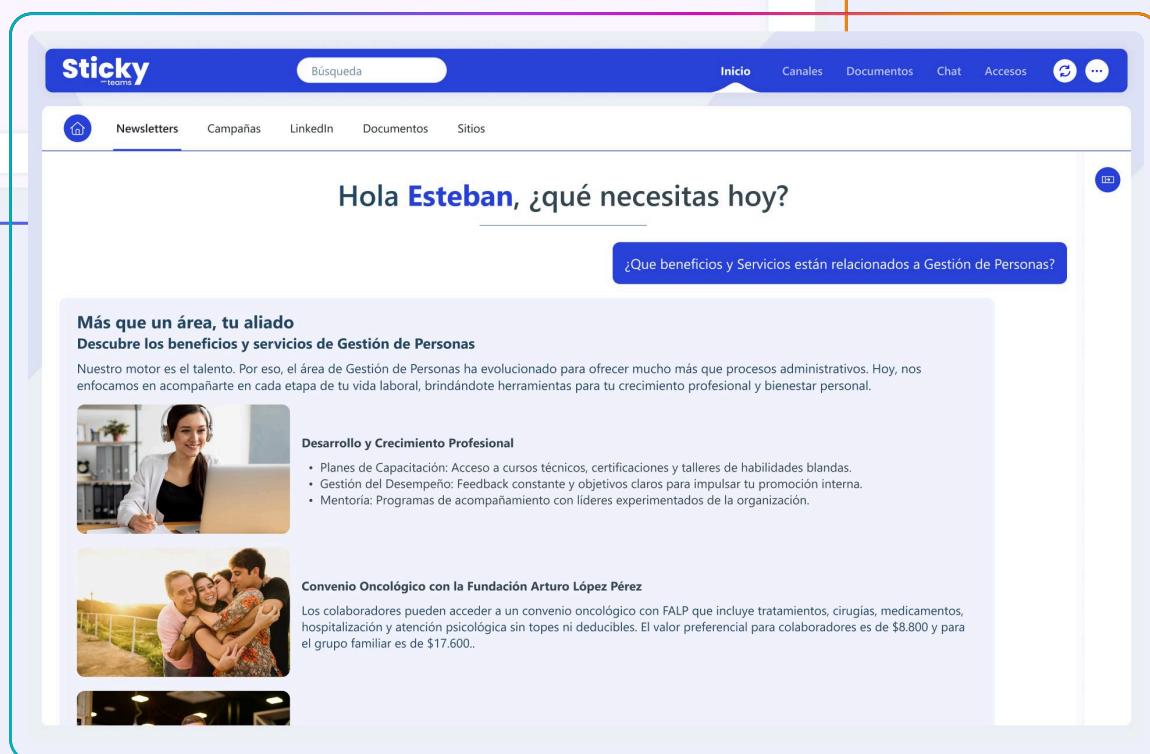 Sticky
teams
Búsqueda
Inicio
Canales
Documentos
Chat
Accesos
Newsletters
Campañas
LinkedIn
Documentos
Sitios
Hola Esteban, ¿qué necesitas hoy?
¿Que beneficios y Servicios están relacionados a Gestión de Personas?
Más que un área, tu aliado
Descubre los beneficios y servicios de Gestión de Personas
Nuestro motor es el talento. Por eso, el área de Gestión de Personas ha evolucionado para ofrecer mucho más que procesos administrativos. Hoy, nos
enfocamos en acompañarte en cada etapa de tu vida laboral, brindándote herramientas para tu crecimiento profesional y bienestar personal.
Desarrollo y Crecimiento Profesional
• Planes de Capacitación: Acceso a cursos técnicos, certificaciones y talleres de habilidades blandas.
• Gestión del Desempeño: Feedback constante y objetivos claros para impulsar tu promoción interna.
• Mentoría: Programas de acompañamiento con líderes experimentados de la organización.
Convenio Oncológico con la Fundación Arturo López Pérez
Los colaboradores pueden acceder a un convenio oncológico con FALP que incluye tratamientos, cirugías, medicamentos,
hospitalización y atención psicológica sin topes ni deducibles. El valor preferencial para colaboradores es de $8.800 y para
el grupo familiar es de $17.600..